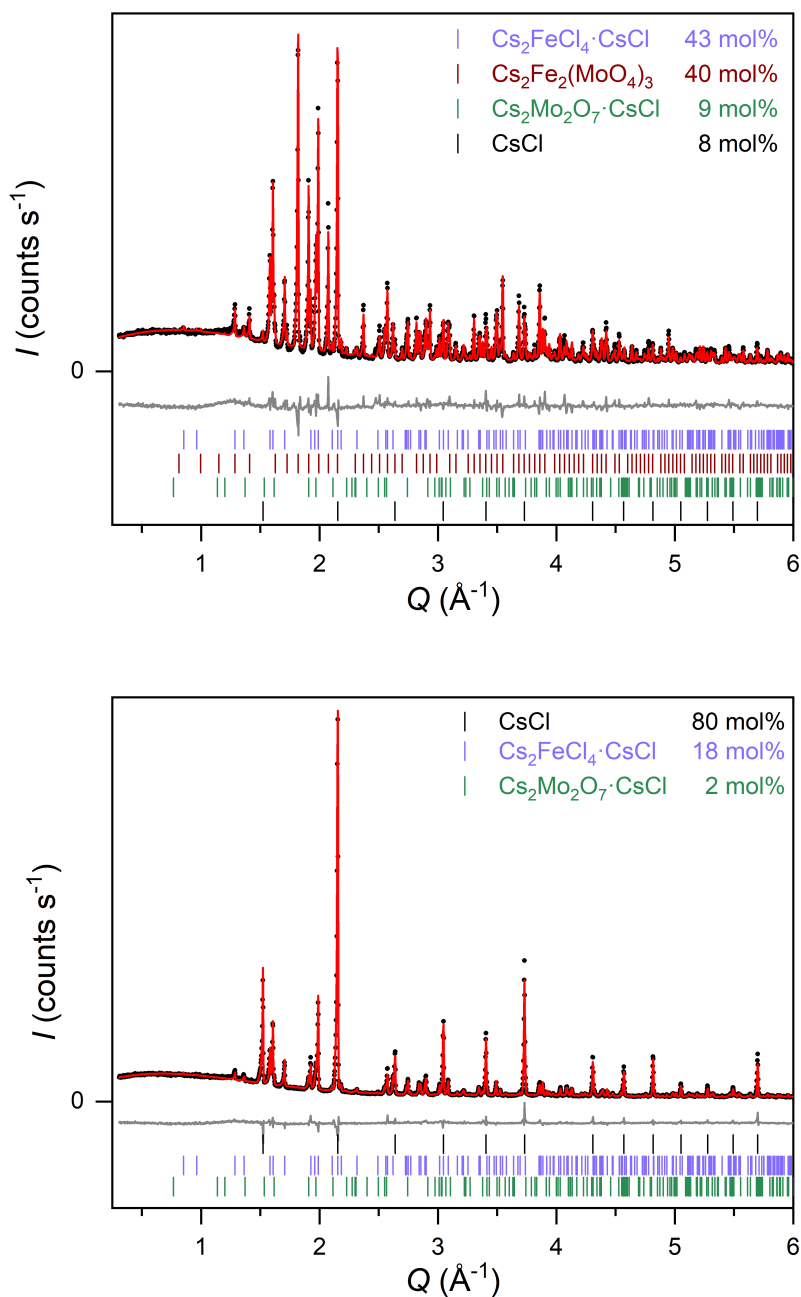 Cs₂FeCl₄·CsCl 43 mol%
Cs₂Fe₂(MoO₄)₃ 40 mol%
Cs₂Mo₂O₇·CsCl 9 mol%
CsCl 8 mol%
I (counts s⁻¹)
0
1 2 3 4 5 6
Q (Å⁻¹)
CsCl 80 mol%
Cs₂FeCl₄·CsCl 18 mol%
Cs₂Mo₂O₇·CsCl 2 mol%
I (counts s⁻¹)
0
1 2 3 4 5 6
Q (Å⁻¹)